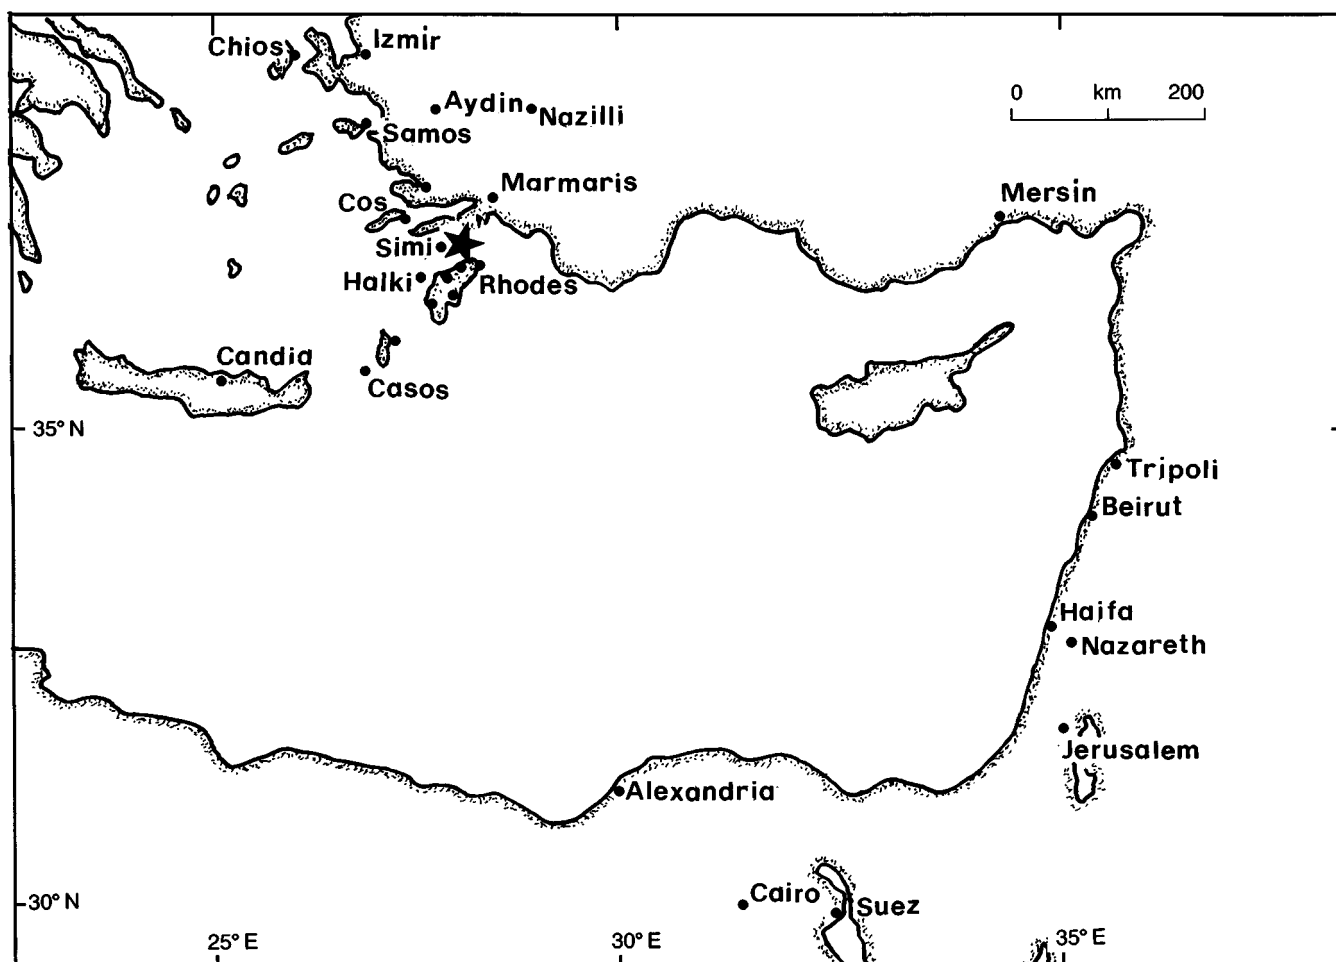 Chios
Izmir
0 km 200
Aydin
Nazilli
Samos
Marmaris
Mersin
Cos
Simi
Halki
Rhodes
Candia
Casos
35° N
Tripoli
Beirut
Haifa
Nazareth
Jerusalem
Alexandria
Cairo
Suez
30° N
25° E
30° E
35° E